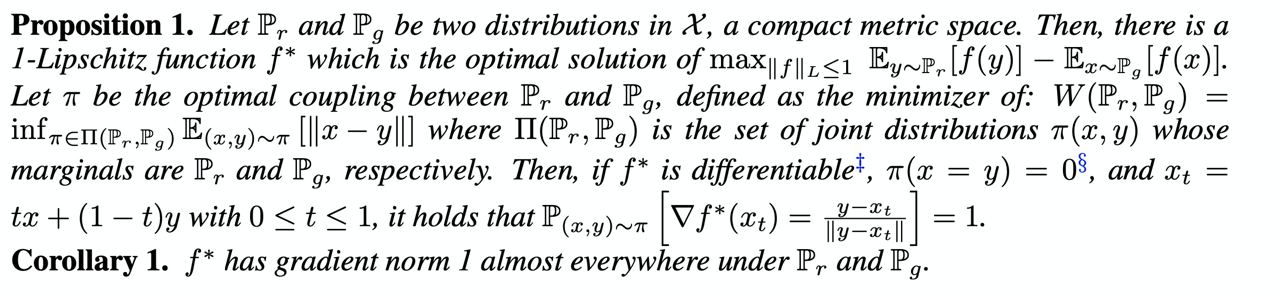 Proposition 1. Let ℙ_r and ℙ_g be two distributions in 𝒳, a compact metric space. Then, there is a
1-Lipschitz function f* which is the optimal solution of max_{‖f‖_L≤1} 𝔼_{y∼ℙ_r}[f(y)] − 𝔼_{x∼ℙ_g}[f(x)].
Let π be the optimal coupling between ℙ_r and ℙ_g, defined as the minimizer of: W(ℙ_r, ℙ_g) =
inf_{π∈Π(ℙ_r,ℙ_g)} 𝔼_{(x,y)∼π} [‖x − y‖] where Π(ℙ_r, ℙ_g) is the set of joint distributions π(x, y) whose
marginals are ℙ_r and ℙ_g, respectively. Then, if f* is differentiable‡, π(x = y) = 0§, and x_t =
tx + (1 − t)y with 0 ≤ t ≤ 1, it holds that ℙ_{(x,y)∼π} [∇f*(x_t) = \frac{y−x_t}{‖y−x_t‖}] = 1.
Corollary 1. f* has gradient norm 1 almost everywhere under ℙ_r and ℙ_g.